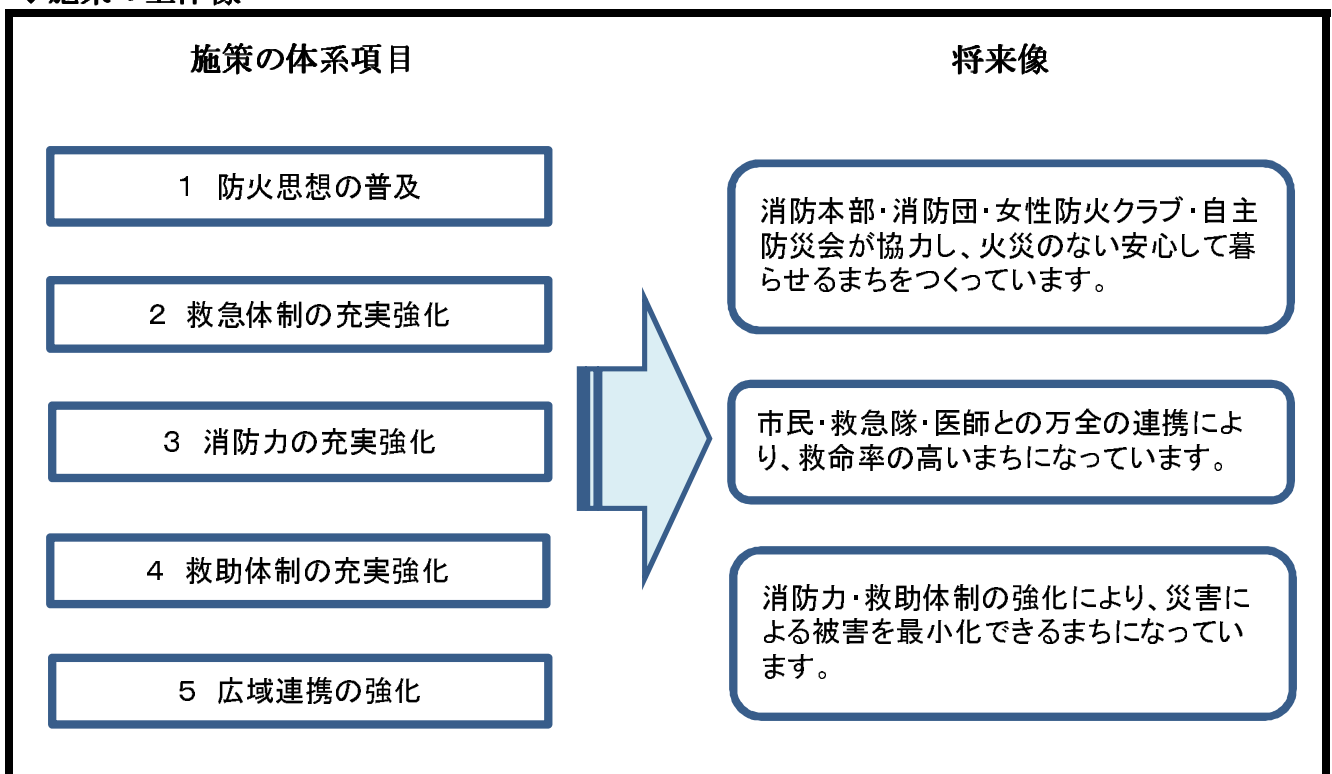 施策の体系項目
将来像
1 防火思想の普及
2 救急体制の充実強化
3 消防力の充実強化
4 救助体制の充実強化
5 広域連携の強化
消防本部・消防団・女性防火クラブ・自主
防災会が協力し、火災のない安心して暮
らせるまちをつくっています。
市民・救急隊・医師との万全の連携によ
り、救命率の高いまちになっています。
消防力・救助体制の強化により、災害に
よる被害を最小化できるまちになってい
ます。